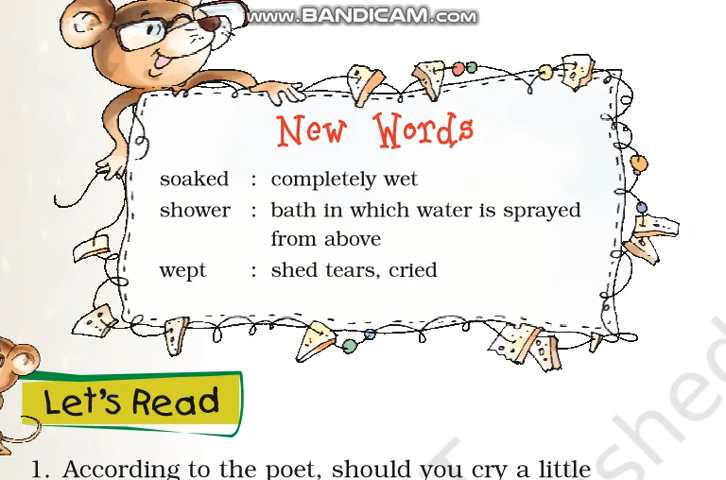 www.BANDICAM.com
New Words
soaked : completely wet
shower : bath in which water is sprayed
from above
wept : shed tears, cried
Let's Read
1. According to the poet, should you cry a little
shed